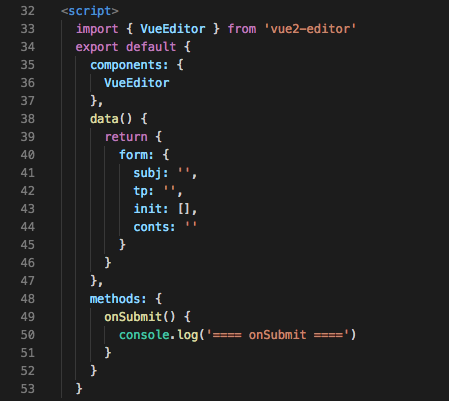 32 <script>
33 import { VueEditor } from 'vue2-editor'
34 export default {
35 components: {
36 VueEditor
37 },
38 data() {
39 return {
40 form: {
41 subj: '',
42 tp: '',
43 init: [],
44 conts: ''
45 }
46 }
47 },
48 methods: {
49 onSubmit() {
50 console.log('==== onSubmit ====')
51 }
52 }
53 }